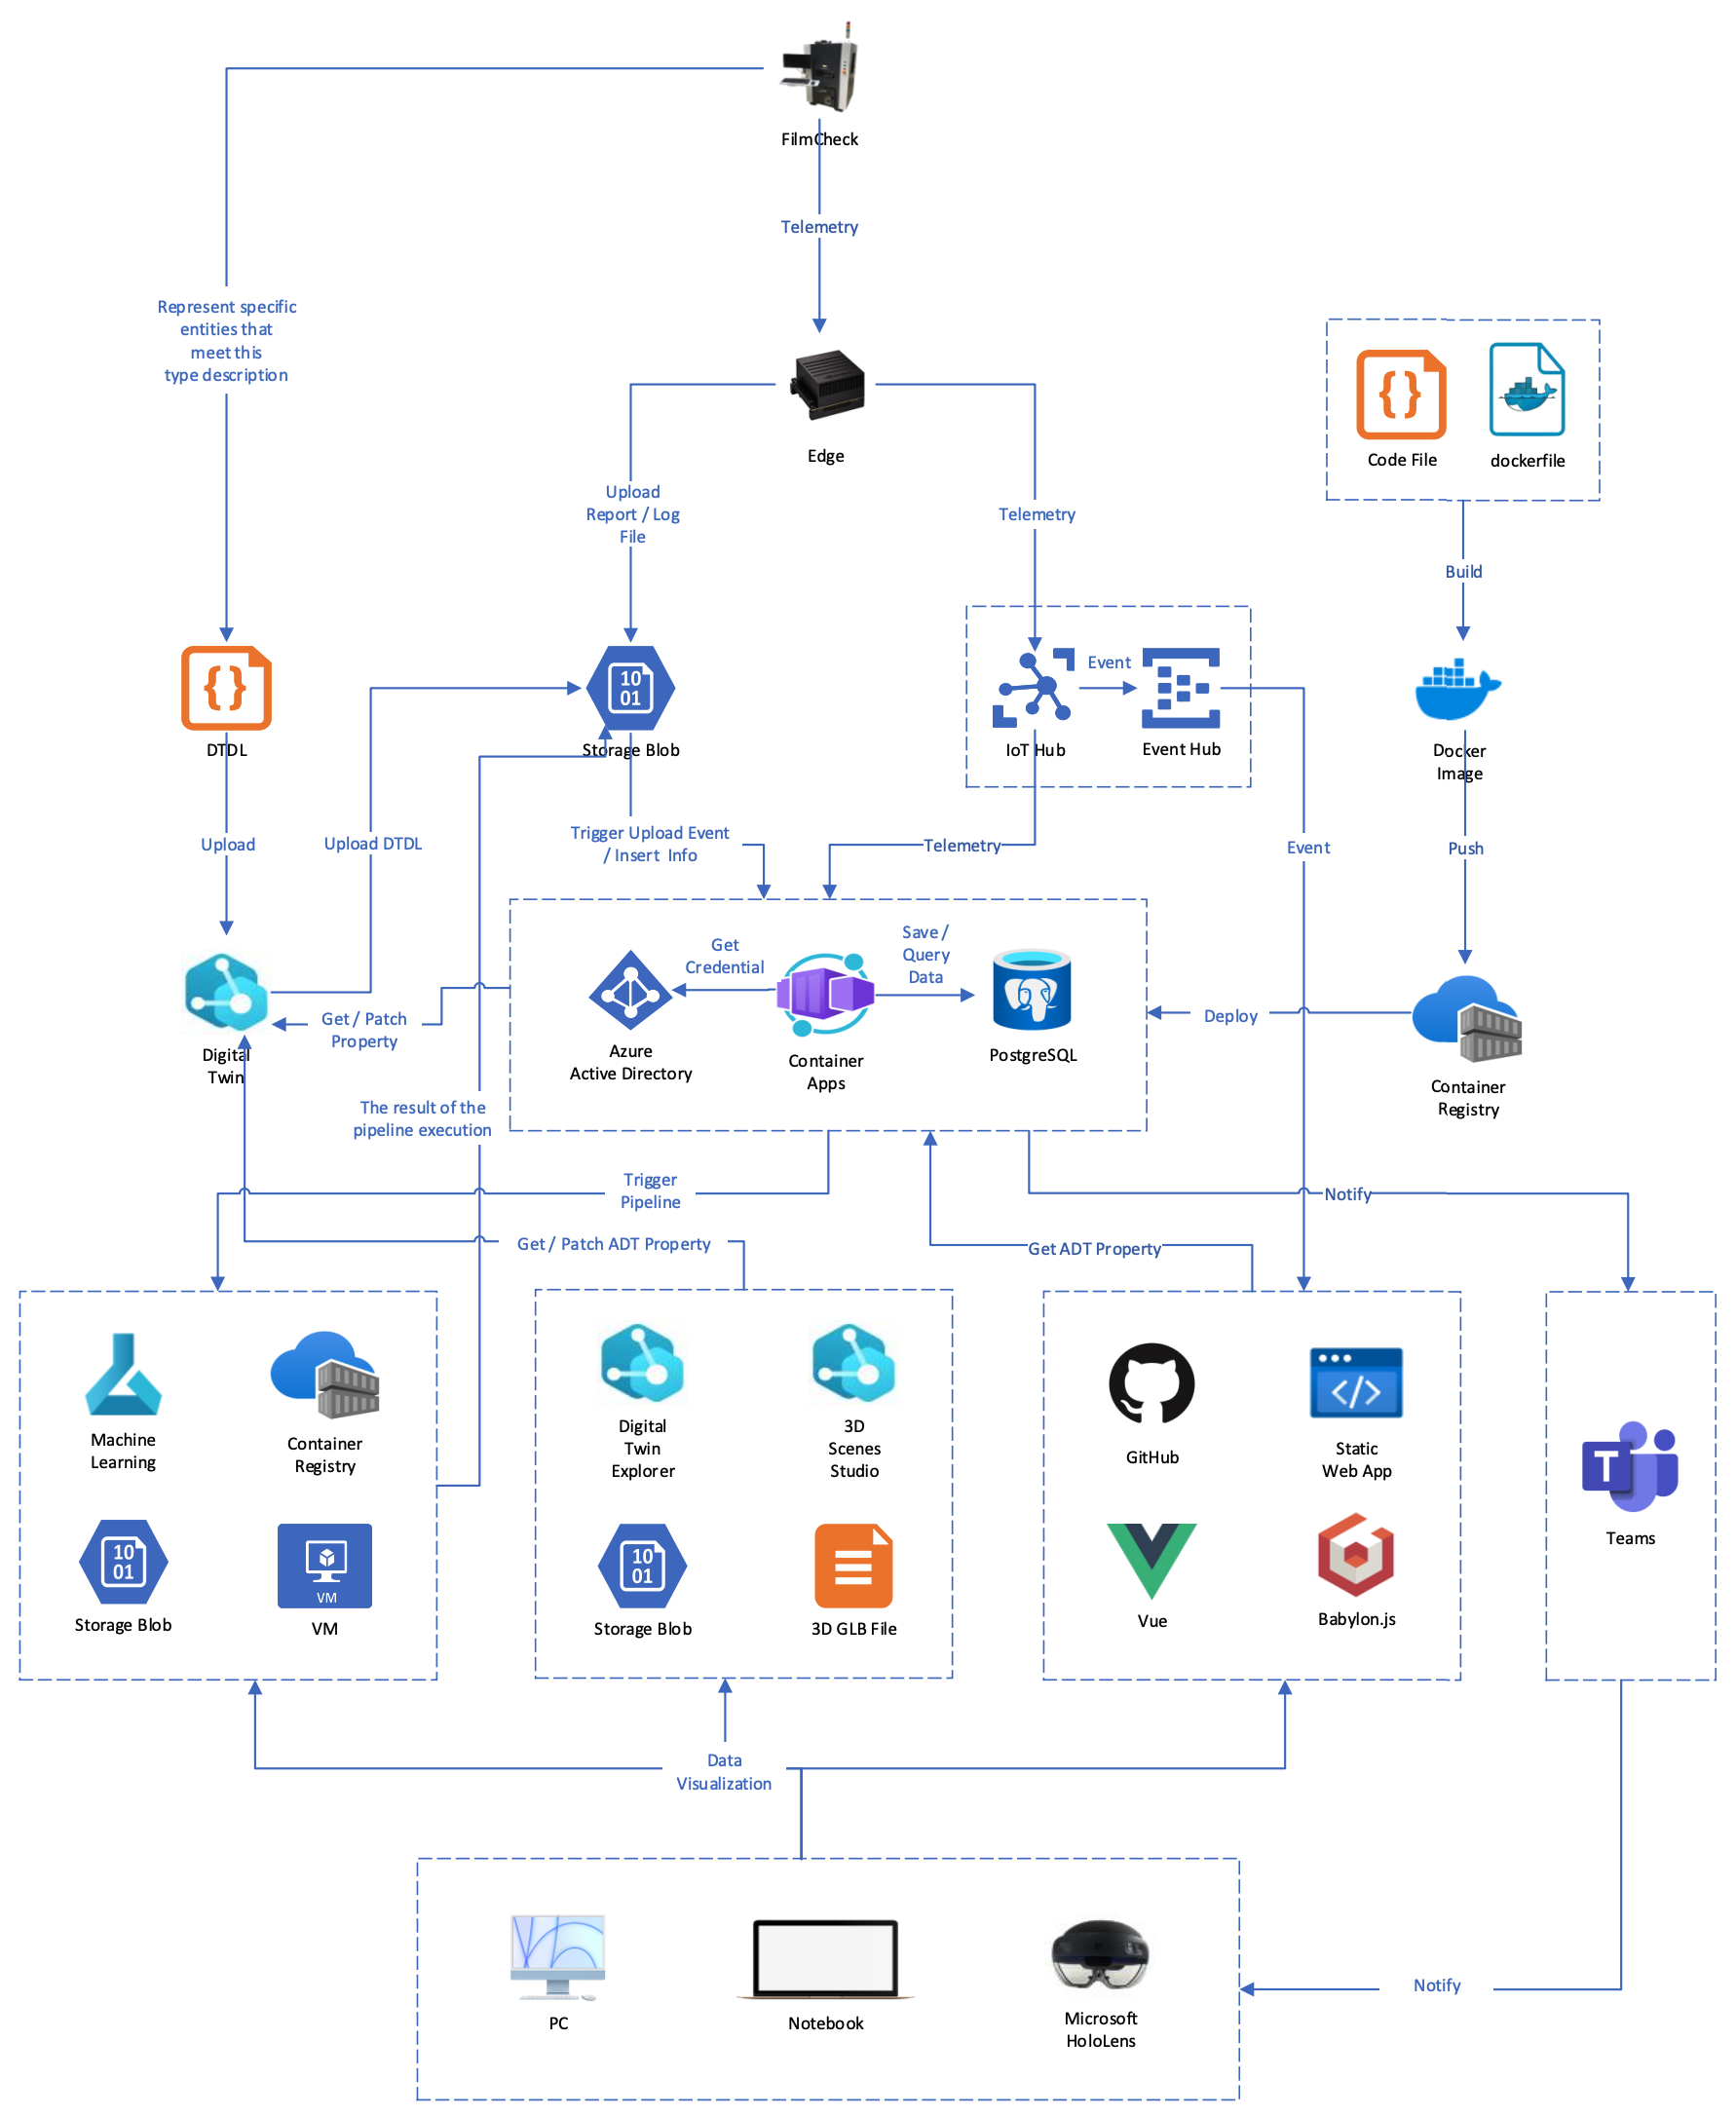 FilmCheck
Telemetry
Represent specific
entities that
meet this
type description
Edge
Code File
dockerfile
Upload
Report / Log
File
Telemetry
Build
DTDL
10
01
Storage Blob
Event
IoT Hub
Event Hub
Docker
Image
Upload
Upload DTDL
Trigger Upload Event
/ Insert Info
Telemetry
Event
Push
Get
Credential
Save /
Query
Data
Digital
Twin
Get / Patch
Property
Azure
Active Directory
Container
Apps
PostgreSQL
Deploy
Container
Registry
The result of the
pipeline execution
Trigger
Pipeline
Notify
Get / Patch ADT Property
Get ADT Property
Machine
Learning
Container
Registry
10
01
Storage Blob
VM
VM
Digital
Twin
Explorer
3D
Scenes
Studio
10
01
Storage Blob
3D GLB File
GitHub
Static
Web App
Vue
Babylon.js
T
Teams
Data
Visualization
PC
Notebook
Microsoft
HoloLens
Notify